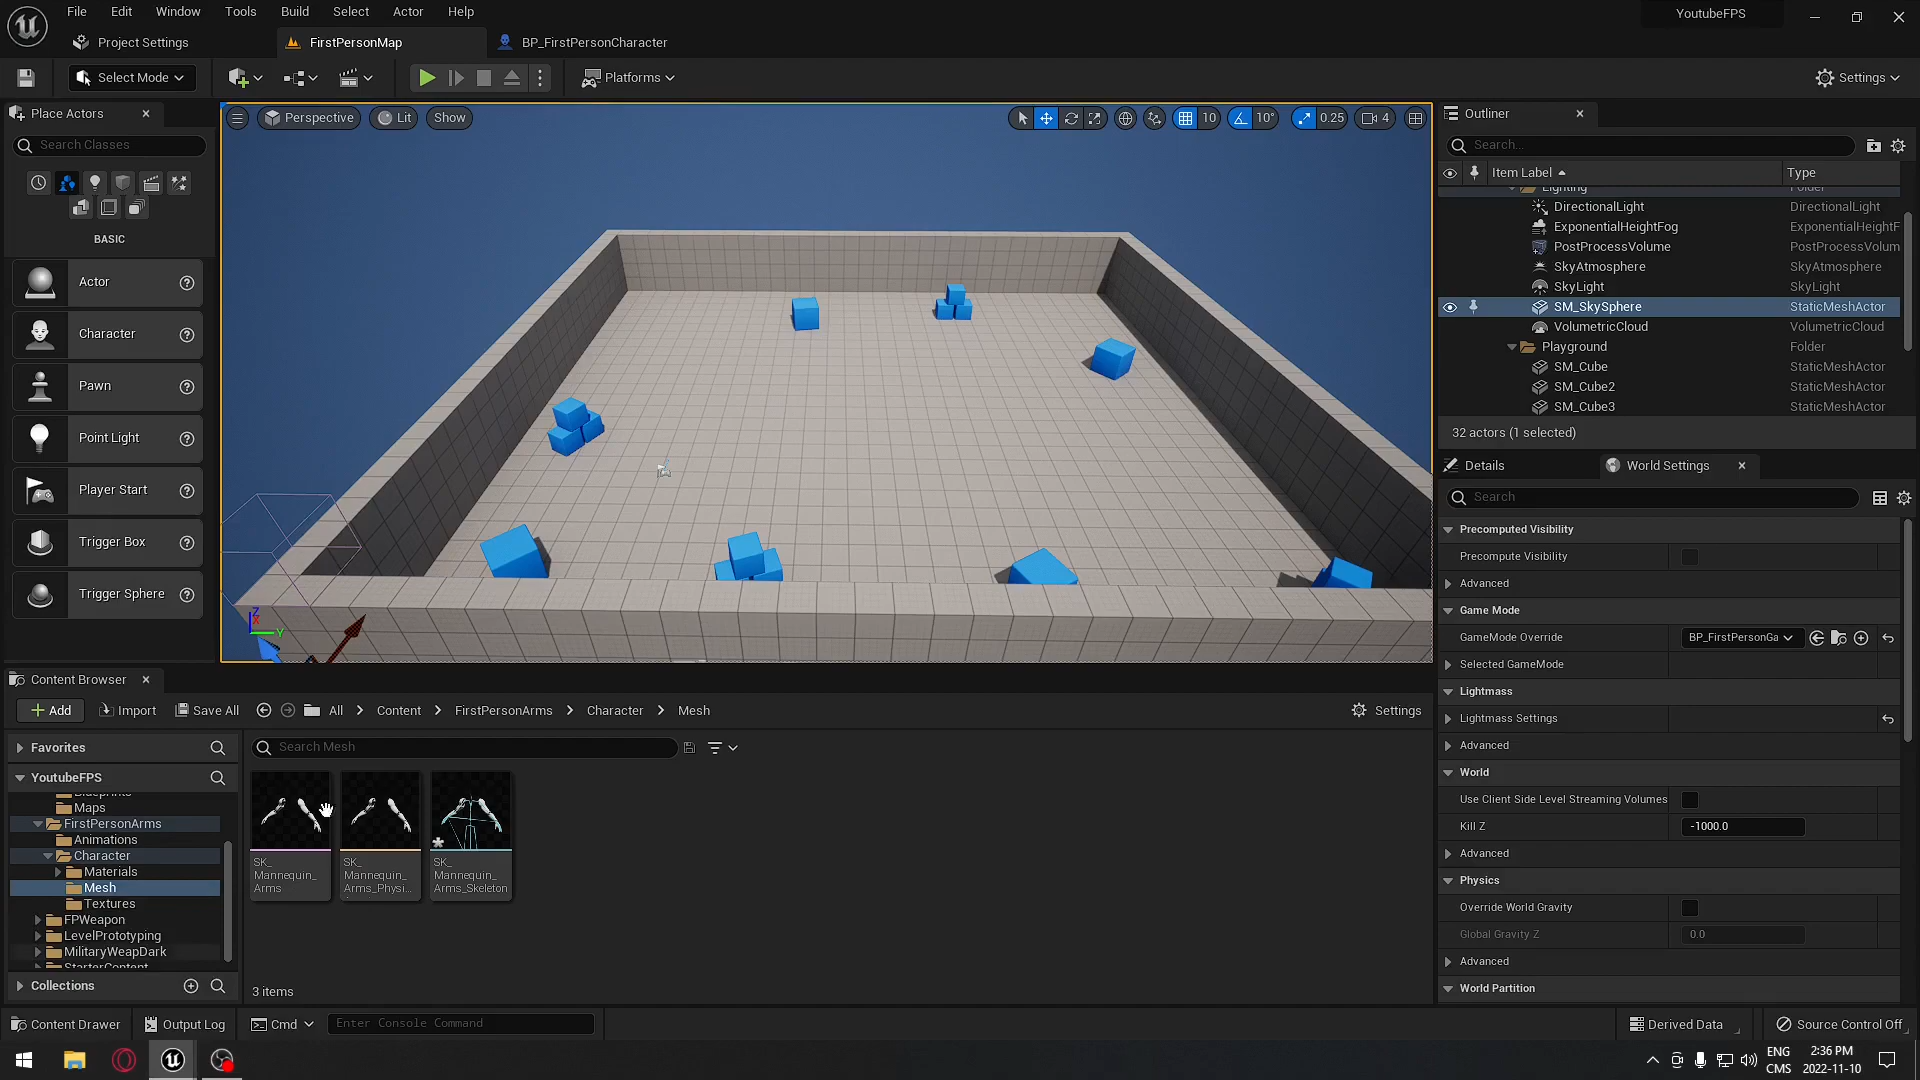 File Edit Window Tools Build Select Actor Help
YoutubeFPS
Project Settings
FirstPersonMap
BP_FirstPersonCharacter
Select Mode
Platforms
Settings
Place Actors
Search Classes
BASIC
Actor
Character
Pawn
Point Light
Player Start
Trigger Box
Trigger Sphere
Perspective
Lit
Show
10
10°
0.25
4
Z
X
Y
Outliner
Search...
Item Label Type
Lighting Folder
DirectionalLight DirectionalLight
ExponentialHeightFog ExponentialHeightF
PostProcessVolume PostProcessVolum
SkyAtmosphere SkyAtmosphere
SkyLight SkyLight
SM_SkySphere StaticMeshActor
VolumetricCloud VolumetricCloud
Playground Folder
SM_Cube StaticMeshActor
SM_Cube2 StaticMeshActor
SM_Cube3 StaticMeshActor
32 actors (1 selected)
Details
World Settings
Search
Precomputed Visibility
Precompute Visibility
Advanced
Game Mode
GameMode Override BP_FirstPersonGa
Selected GameMode
Lightmass
Lightmass Settings
Advanced
World
Use Client Side Level Streaming Volumes
Kill Z -1000.0
Advanced
Physics
Override World Gravity
Global Gravity Z 0.0
Advanced
World Partition
Content Browser
Add
Import
Save All
All
Content
FirstPersonArms
Character
Mesh
Settings
Favorites
YoutubeFPS
Blueprints
Maps
FirstPersonArms
Animations
Character
Materials
Mesh
Textures
FPWeapon
LevelPrototyping
MilitaryWeapDark
StarterContent
Collections
Search Mesh
SK_
Mannequin_
Arms
SK_
Mannequin_
Arms_Physi...
SK_
Mannequin_
Arms_Skeleton
3 items
Content Drawer
Output Log
Cmd
Enter Console Command
Derived Data
Source Control Off
ENG
CMS
2:36 PM
2022-11-10